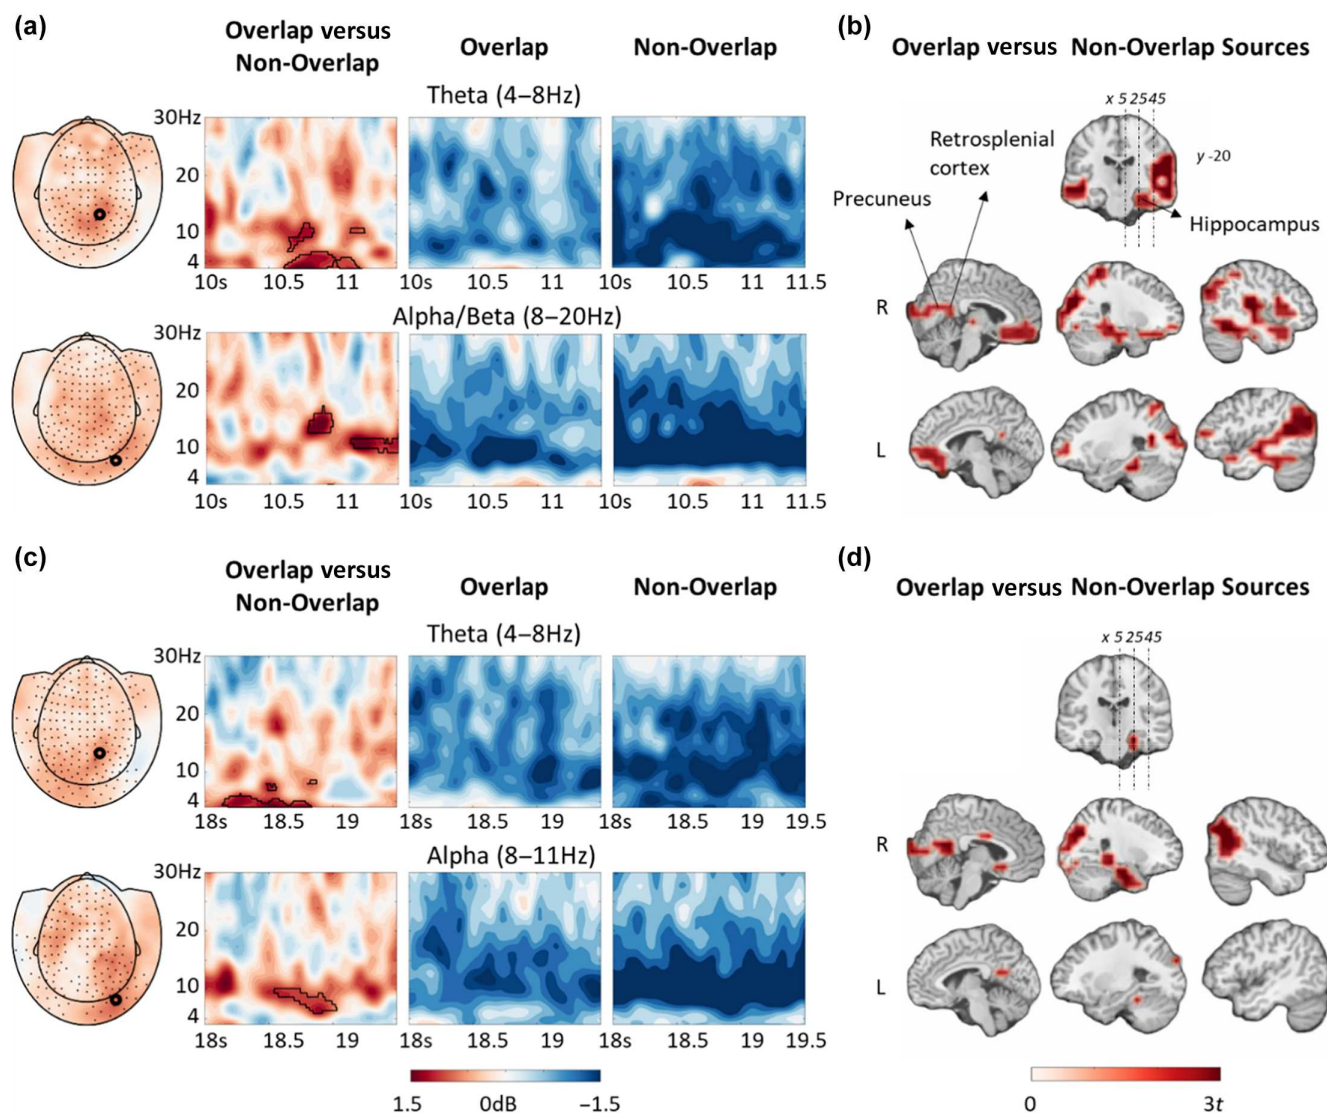 (a)
Overlap versus
Non-Overlap
Overlap
Non-Overlap
Theta (4–8Hz)
30Hz
20
10
4
10s 10.5 11
10s 10.5 11
10s 10.5 11 11.5
Alpha/Beta (8–20Hz)
30Hz
20
10
4
10s 10.5 11
10s 10.5 11
10s 10.5 11 11.5
(b)
Overlap versus Non-Overlap Sources
x 5 25 45
y -20
Retrosplenial
cortex
Precuneus
Hippocampus
R
L
(c)
Overlap versus
Non-Overlap
Overlap
Non-Overlap
Theta (4–8Hz)
30Hz
20
10
4
18s 18.5 19
18s 18.5 19
18s 18.5 19 19.5
Alpha (8–11Hz)
30Hz
20
10
4
18s 18.5 19
18s 18.5 19
18s 18.5 19 19.5
1.5 0dB −1.5
(d)
Overlap versus Non-Overlap Sources
x 5 25 45
R
L
0 3t